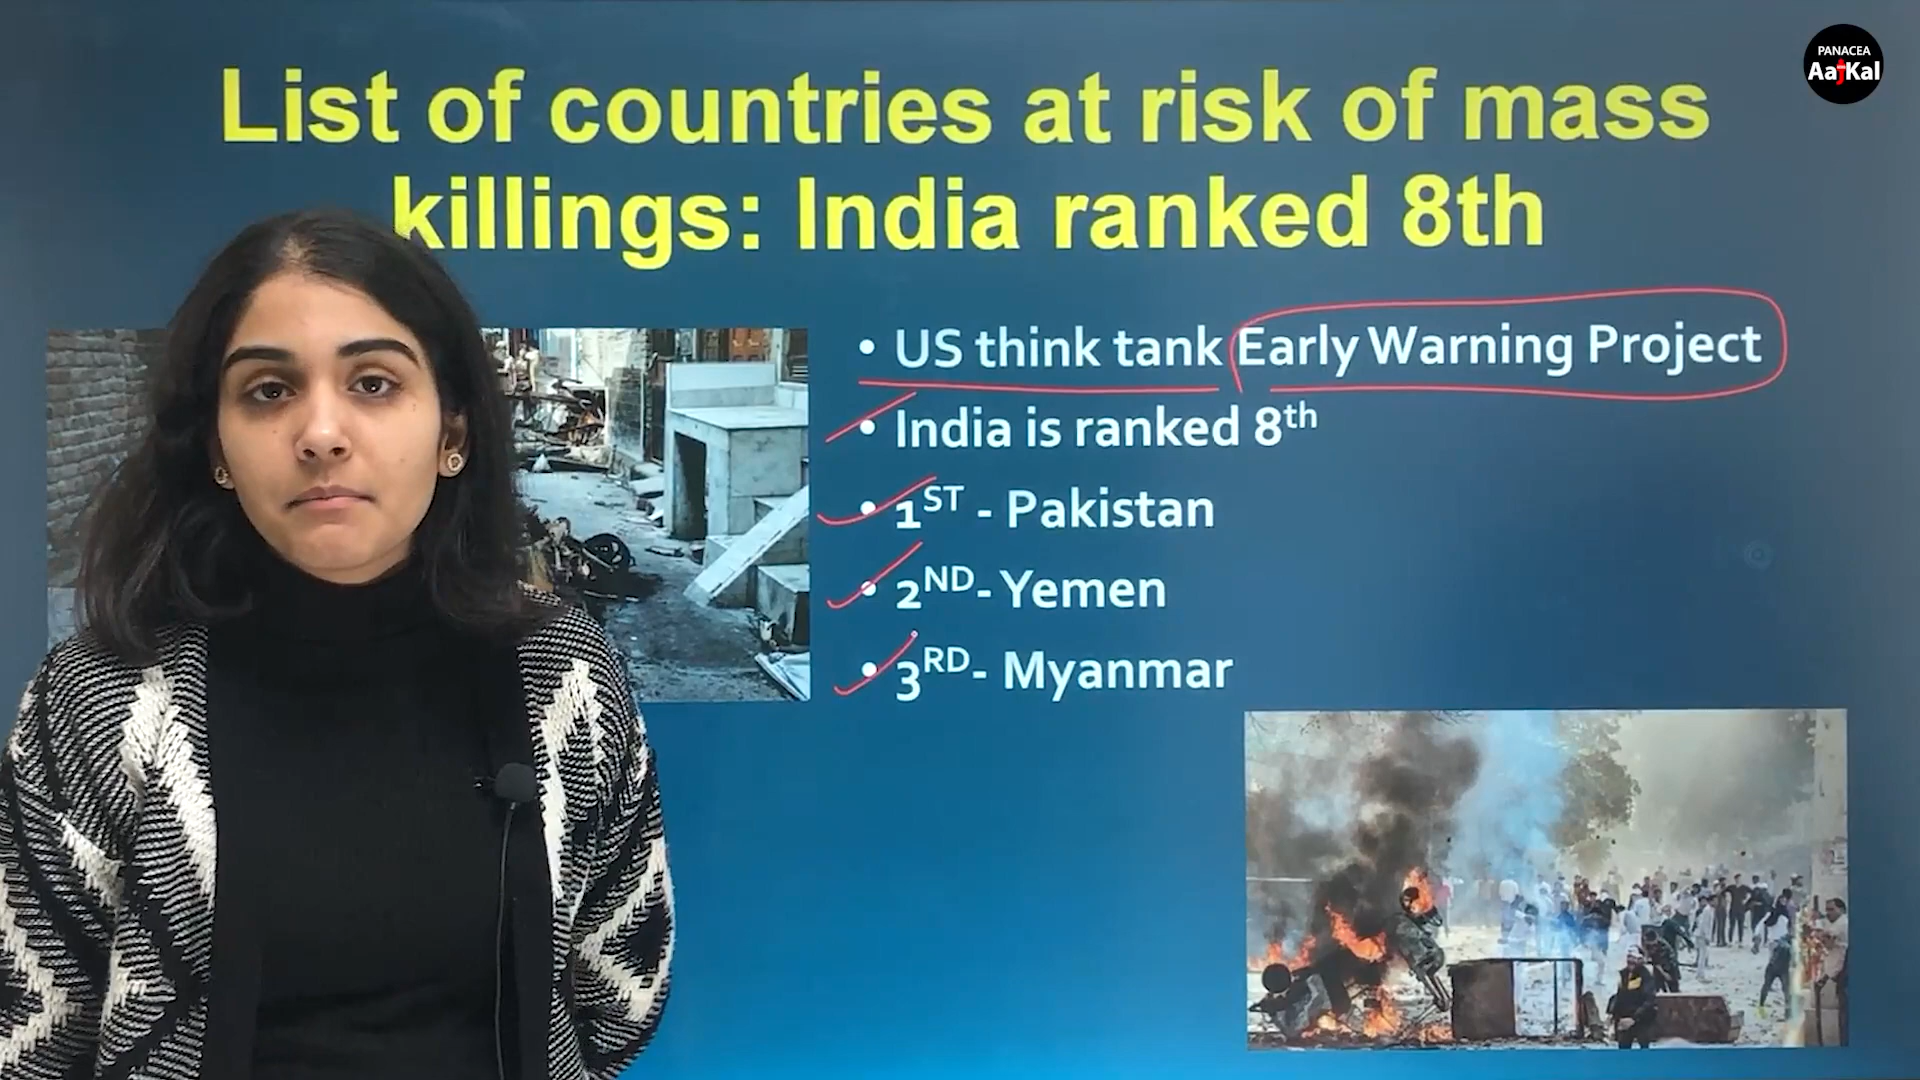 PANACEA
AajKal
List of countries at risk of mass
killings: India ranked 8th
• US think tank Early Warning Project
• India is ranked 8th
• 1ST - Pakistan
• 2ND- Yemen
• 3RD- Myanmar